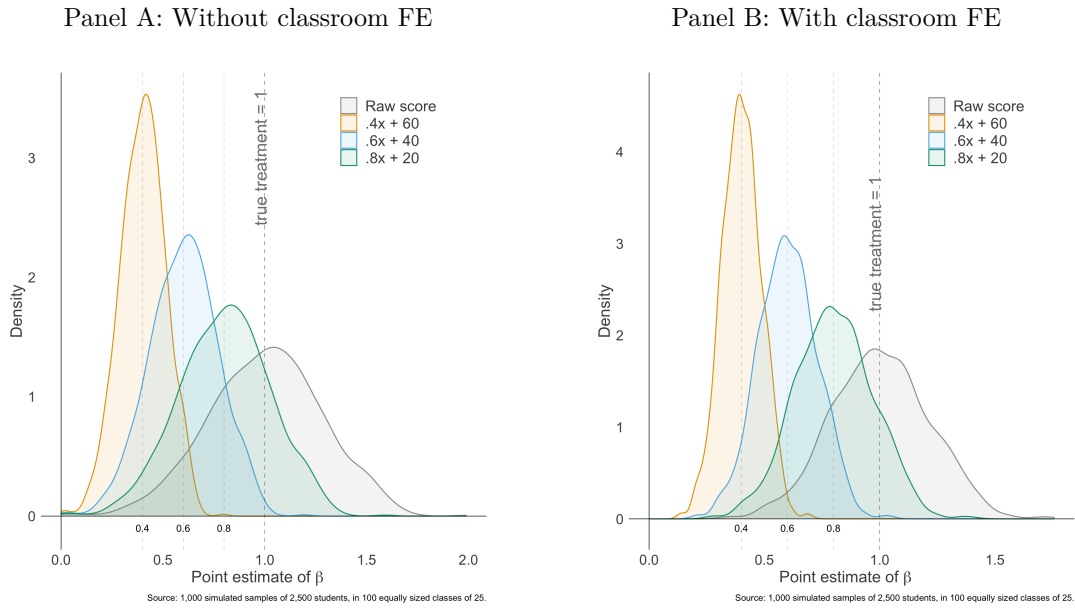 Panel A: Without classroom FE
Density
3
2
1
0
true treatment = 1
Raw score
.4x + 60
.6x + 40
.8x + 20
0.4
0.6
0.8
0.0
0.5
1.0
1.5
2.0
Point estimate of β
Source: 1,000 simulated samples of 2,500 students, in 100 equally sized classes of 25.
Panel B: With classroom FE
Density
4
3
2
1
0
true treatment = 1
Raw score
.4x + 60
.6x + 40
.8x + 20
0.4
0.6
0.8
0.0
0.5
1.0
1.5
Point estimate of β
Source: 1,000 simulated samples of 2,500 students, in 100 equally sized classes of 25.